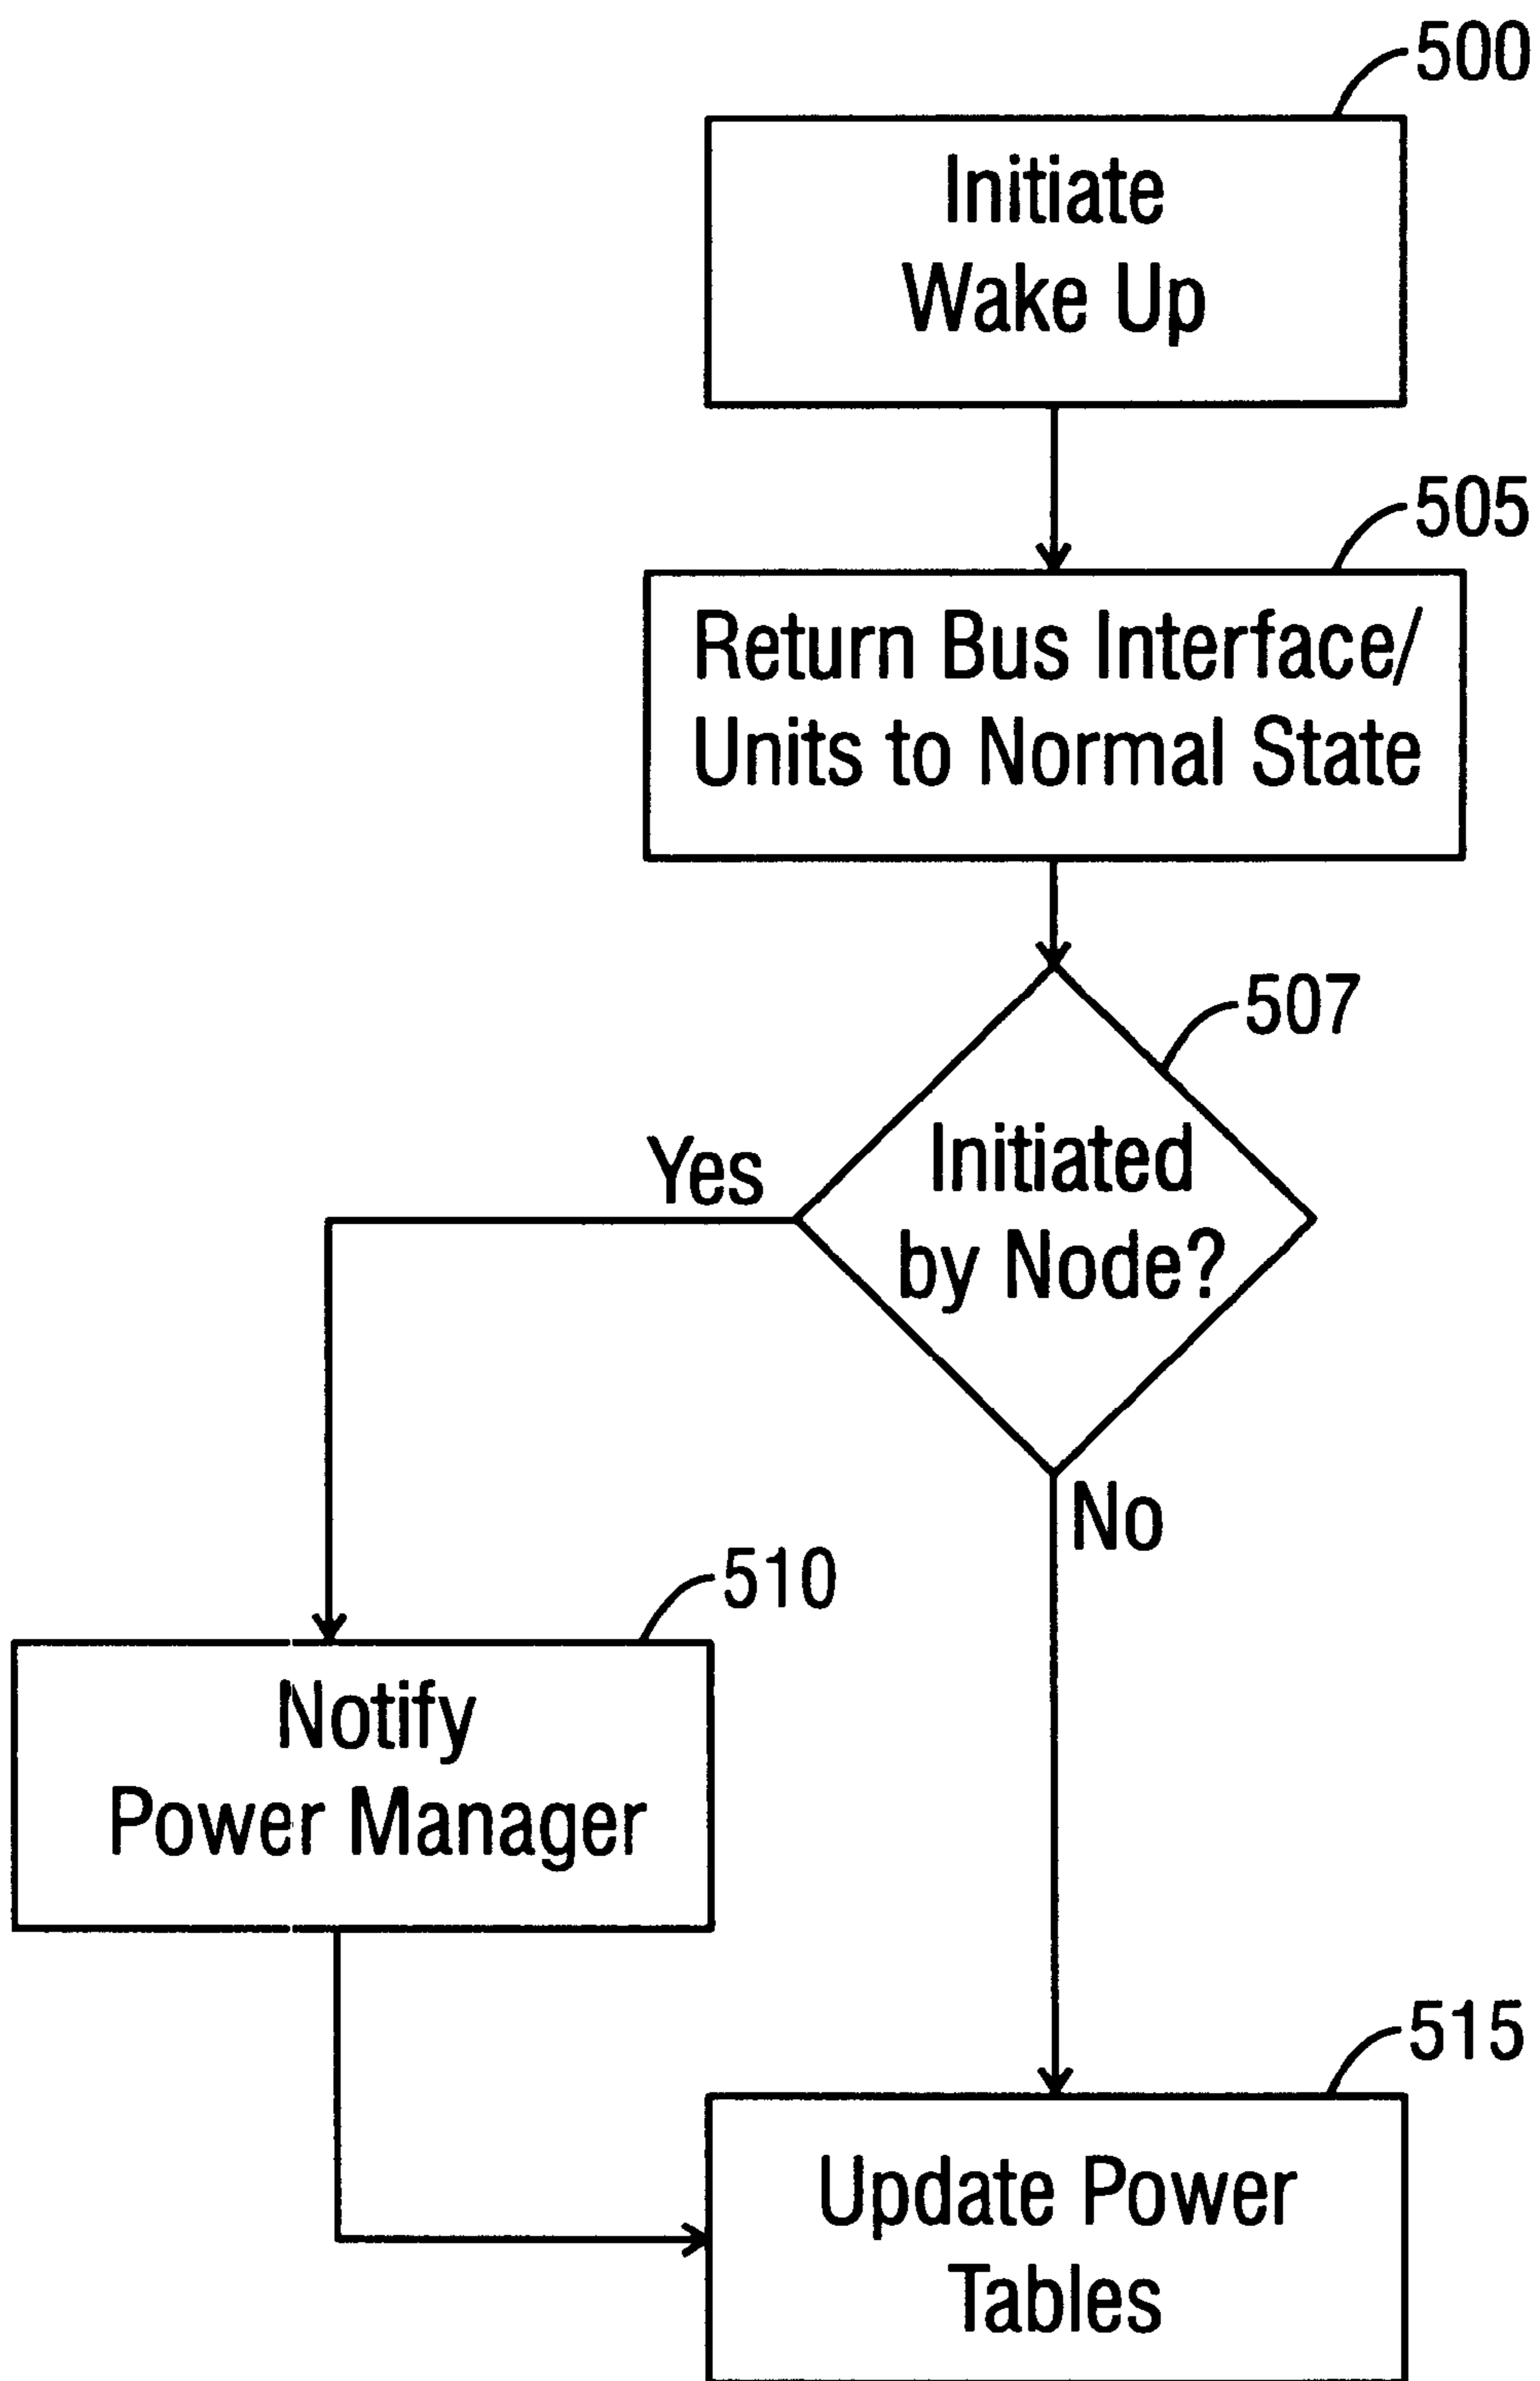 500
Initiate
Wake Up
505
Return Bus Interface/
Units to Normal State
507
Initiated
by Node?
Yes
No
510
Notify
Power Manager
515
Update Power
Tables